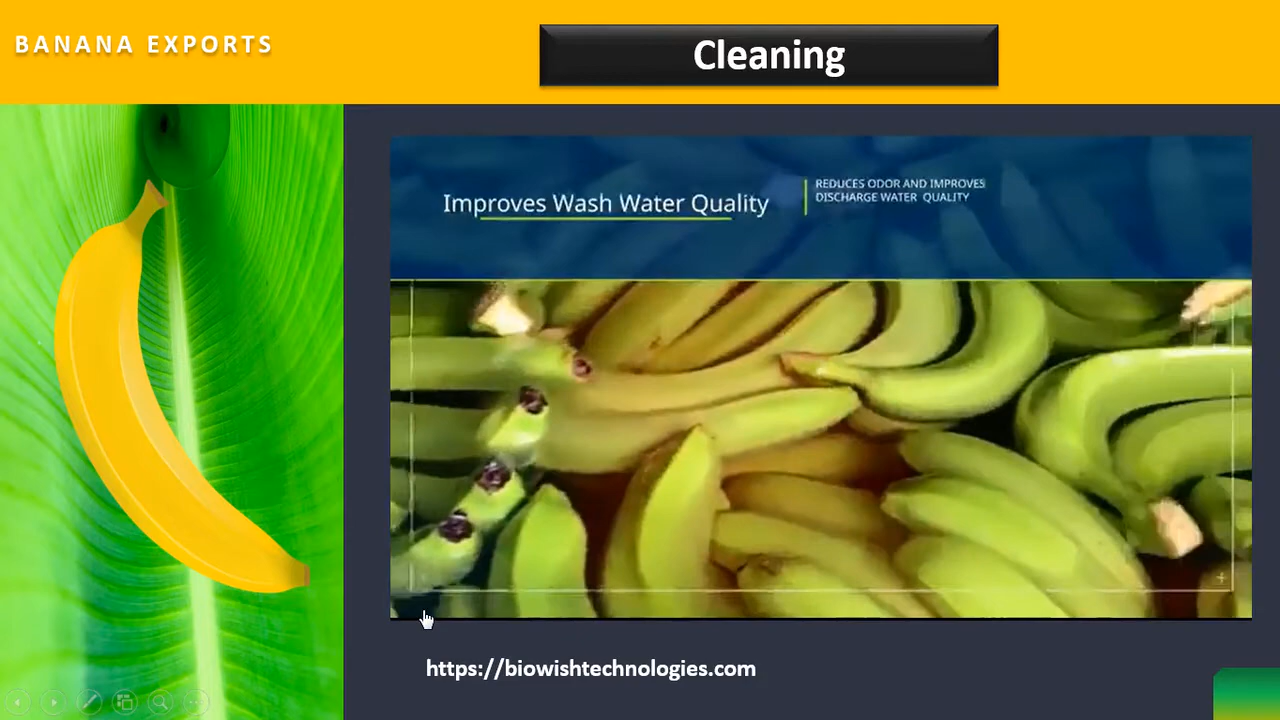 BANANA EXPORTS
Cleaning
Improves Wash Water Quality
REDUCES ODOR AND IMPROVES
DISCHARGE WATER QUALITY
https://biowishtechnologies.com